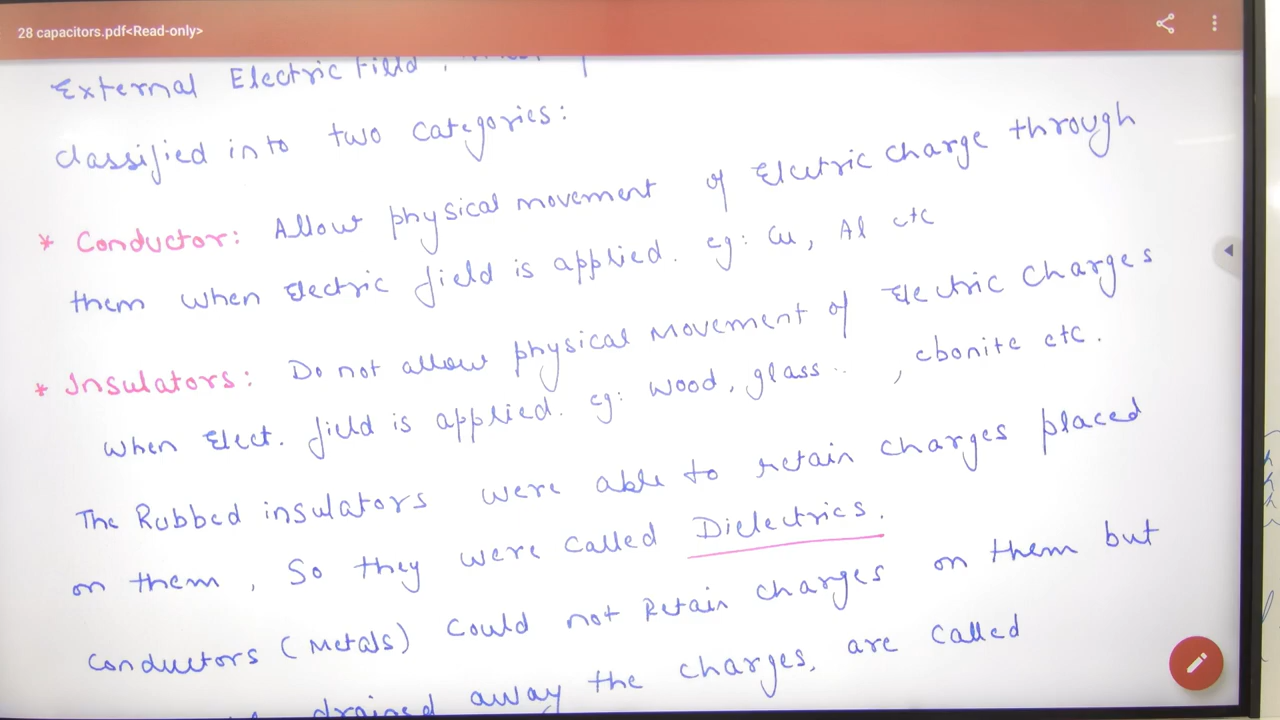 28 capacitors.pdf<Read-only>
External Electric Field,
classified into two categories:
* Conductor: Allow physical movement of Electric charge through
them when Electric field is applied. eg: Cu, Al etc
* Insulators: Do not allow physical movement of Electric Charges
when Elect. field is applied. eg: wood, glass .. , ebonite etc.
The Rubbed insulators were able to retain charges placed
on them, So they were called Dielectrics.
Conductors (Metals) could not Retain charges on them but
drained away the charges, are called